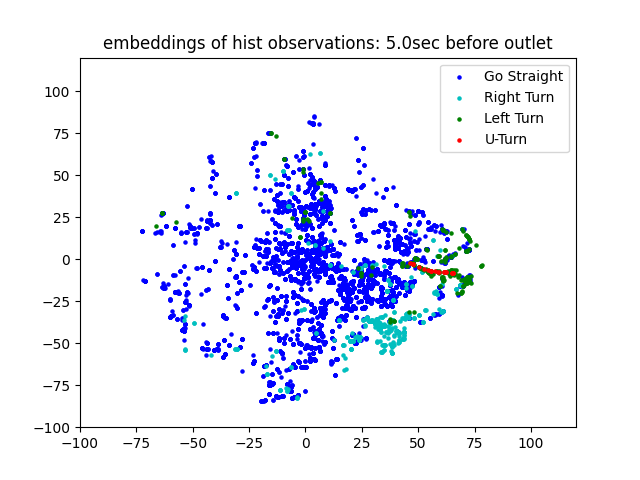 embeddings of hist observations: 5.0sec before outlet
Go Straight
Right Turn
Left Turn
U-Turn
100
75
50
25
0
−25
−50
−75
−100
−100 −75 −50 −25 0 25 50 75 100